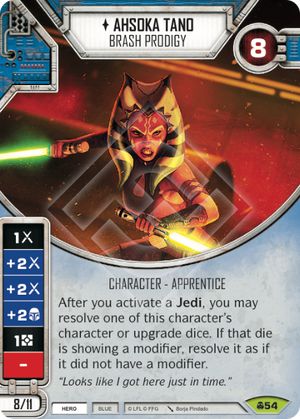 AHSOKA TANO
BRASH PRODIGY
8
1
+2
+2
+2
1
-
8/11
CHARACTER - APPRENTICE
After you activate a Jedi, you may
resolve one of this character's
character or upgrade dice. If that die
is showing a modifier, resolve it as if
it did not have a modifier.
"Looks like I got here just in time."
HERO
BLUE
© LFL © FFG
Borja Pindado
54